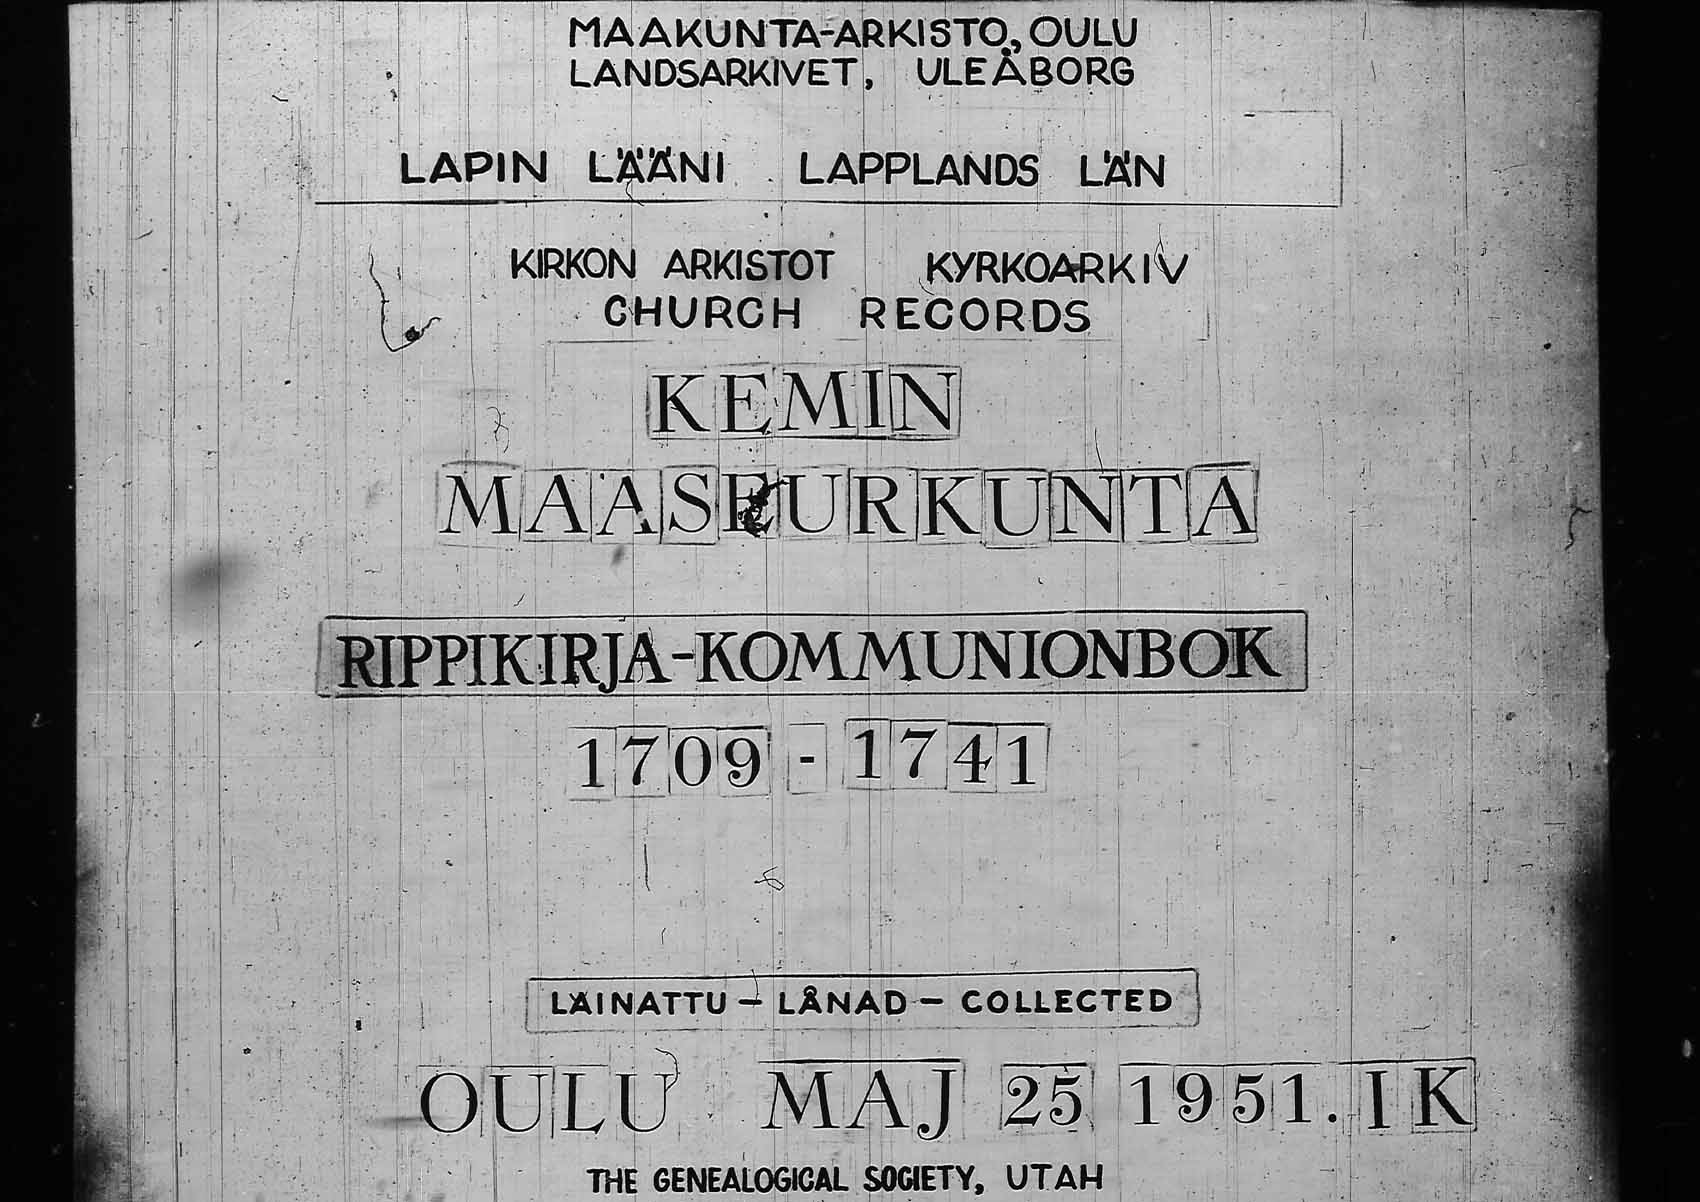 MAAKUNTA-ARKISTO, OULU
LANDSARKIVET, ULEÅBORG
LAPIN LÄÄNI LAPPLANDS LÄN
KIRKON ARKISTOT KYRKOARKIV
CHURCH RECORDS
KEMIN
MAASEURKUNTA
RIPPIKIRJA-KOMMUNIONBOK
1709 - 1741
LAINATTU - LÅNAD - COLLECTED
OULU MAJ 25 1951. IK
THE GENEALOGICAL SOCIETY, UTAH